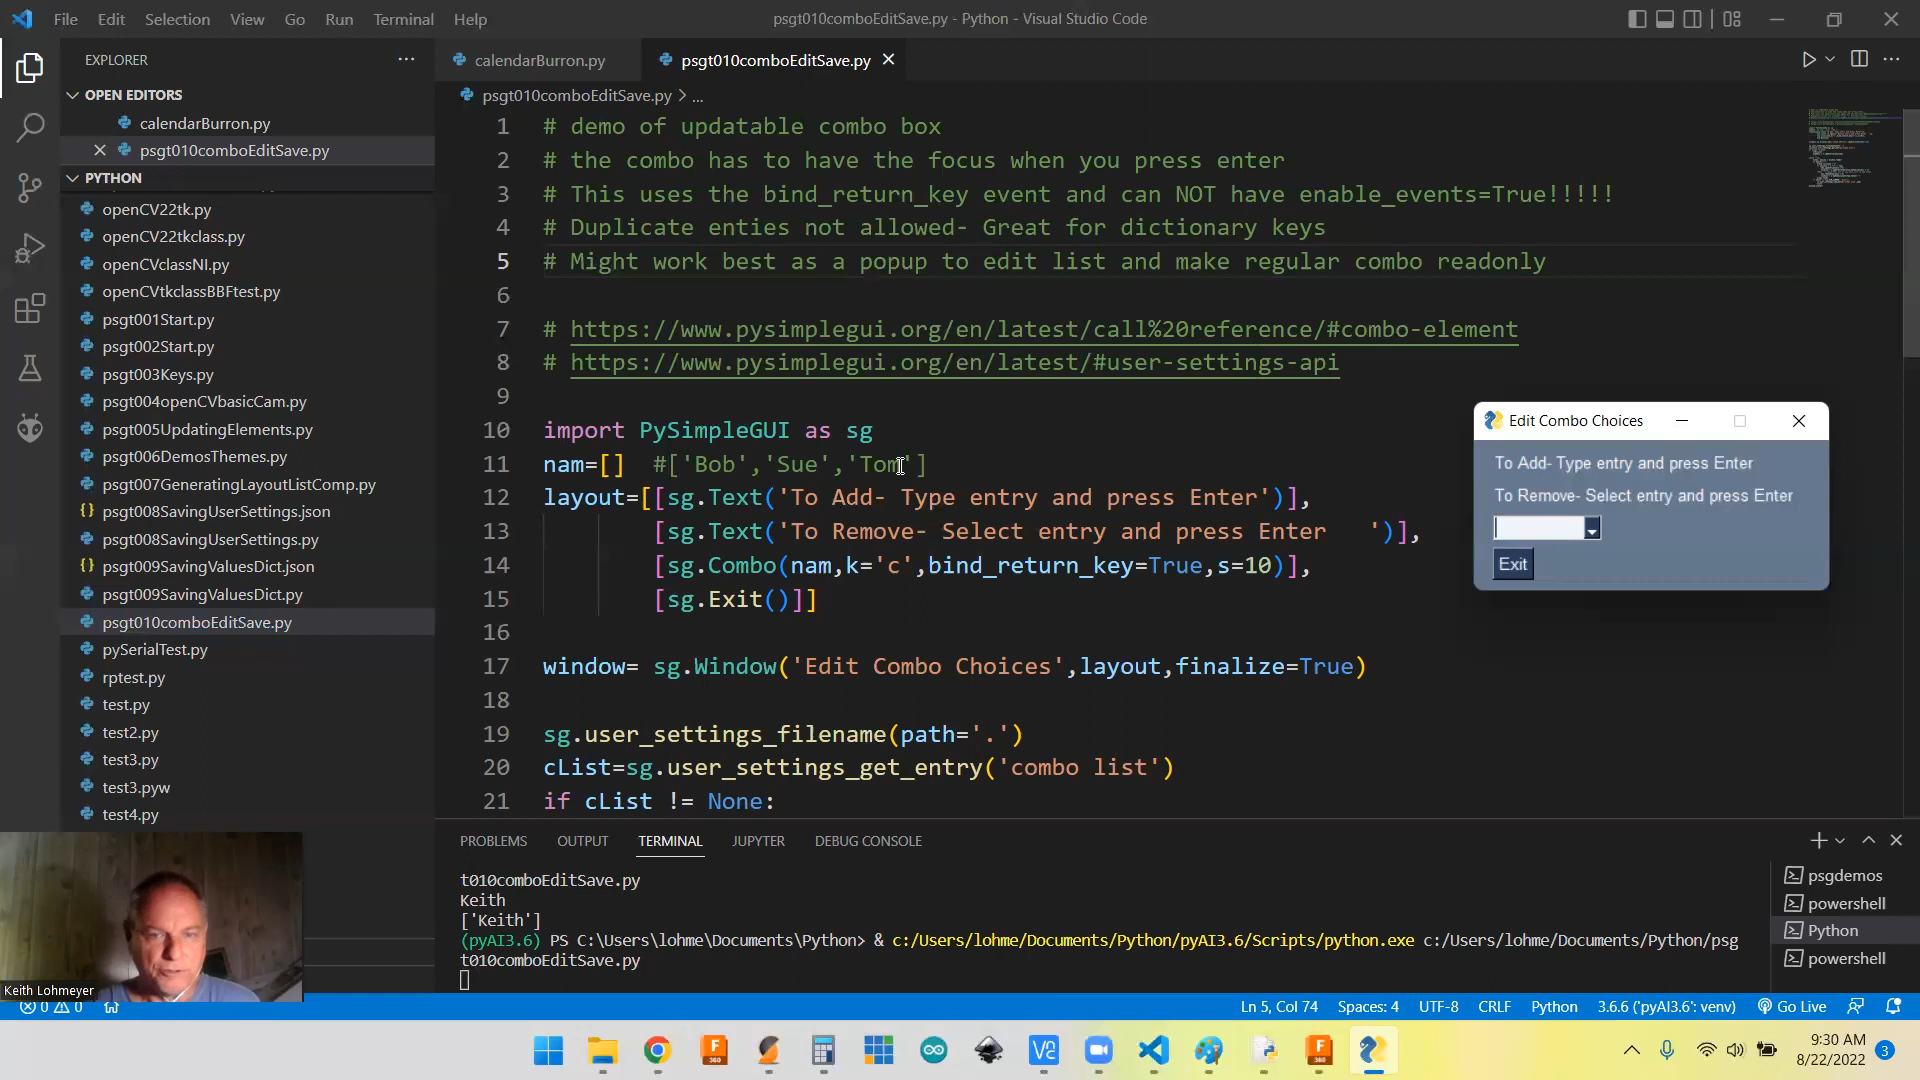 File Edit Selection View Go Run Terminal Help
psgt010comboEditSave.py - Python - Visual Studio Code
EXPLORER
OPEN EDITORS
calendarBurron.py
psgt010comboEditSave.py
PYTHON
openCV22tk.py
openCV22tkclass.py
openCVclassNI.py
openCVtkclassBBFtest.py
psgt001Start.py
psgt002Start.py
psgt003Keys.py
psgt004openCVbasicCam.py
psgt005UpdatingElements.py
psgt006DemosThemes.py
psgt007GeneratingLayoutListComp.py
psgt008SavingUserSettings.json
psgt008SavingUserSettings.py
psgt009SavingValuesDict.json
psgt009SavingValuesDict.py
psgt010comboEditSave.py
pySerialTest.py
rptest.py
test.py
test2.py
test3.py
test3.pyw
test4.py
Keith Lohmeyer
calendarBurron.py
psgt010comboEditSave.py
psgt010comboEditSave.py > ...
1 # demo of updatable combo box
2 # the combo has to have the focus when you press enter
3 # This uses the bind_return_key event and can NOT have enable_events=True!!!!!
4 # Duplicate enties not allowed- Great for dictionary keys
5 # Might work best as a popup to edit list and make regular combo readonly
6
7 # https://www.pysimplegui.org/en/latest/call%20reference/#combo-element
8 # https://www.pysimplegui.org/en/latest/#user-settings-api
9
10 import PySimpleGUI as sg
11 nam=[] #['Bob','Sue','Tom']
12 layout=[[sg.Text('To Add- Type entry and press Enter')],
13 [sg.Text('To Remove- Select entry and press Enter   ')],
14 [sg.Combo(nam,k='c',bind_return_key=True,s=10)],
15 [sg.Exit()]]
16
17 window= sg.Window('Edit Combo Choices',layout,finalize=True)
18
19 sg.user_settings_filename(path='.')
20 cList=sg.user_settings_get_entry('combo list')
21 if cList != None:
Edit Combo Choices
To Add- Type entry and press Enter
To Remove- Select entry and press Enter
Exit
PROBLEMS OUTPUT TERMINAL JUPYTER DEBUG CONSOLE
t010comboEditSave.py
Keith
['Keith']
(pyAI3.6) PS C:\Users\lohme\Documents\Python> & c:/Users/lohme/Documents/Python/pyAI3.6/Scripts/python.exe c:/Users/lohme/Documents/Python/psg
t010comboEditSave.py
psgdemos
powershell
Python
powershell
0 0
Ln 5, Col 74 Spaces: 4 UTF-8 CRLF Python 3.6.6 ('pyAI3.6': venv) Go Live
F
360
F
360
9:30 AM
8/22/2022
3